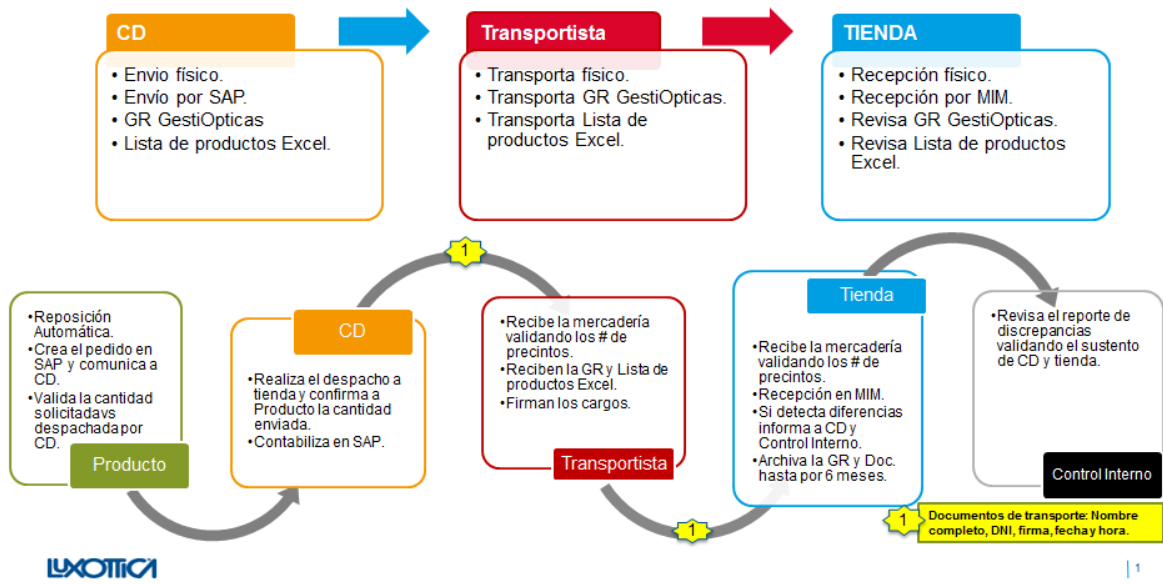 CD
• Envio físico.
• Envío por SAP.
• GR GestiOpticas
• Lista de productos Excel.
Transportista
• Transporta físico.
• Transporta GR GestiOpticas.
• Transporta Lista de
productos Excel.
TIENDA
• Recepción físico.
• Recepción por MIM.
• Revisa GR GestiOpticas.
• Revisa Lista de productos
Excel.
•Reposición
Automática.
•Crea el pedido en
SAP y comunica a
CD.
•Valida la cantidad
solicitadavs
despachada por
CD.
Producto
CD
•Realiza el despacho a
tienda y confirma a
Producto la cantidad
enviada.
•Contabiliza en SAP.
1
•Recibe la mercadería
validando los # de
precintos.
•Reciben la GR y Lista de
productos Excel.
•Firman los cargos.
Transportista
1
Tienda
•Recibe la mercadería
validando los # de
precintos.
•Recepción en MIM.
•Si detecta diferencias
informa a CD y
Control Interno.
•Archiva la GR y Doc.
hasta por 6 meses.
•Revisa el reporte de
discrepancias
validando el sustento
de CD y tienda.
Control Interno
1
Documentos de transporte: Nombre
completo, DNI, firma, fecha y hora.
LUXOTTICA
1